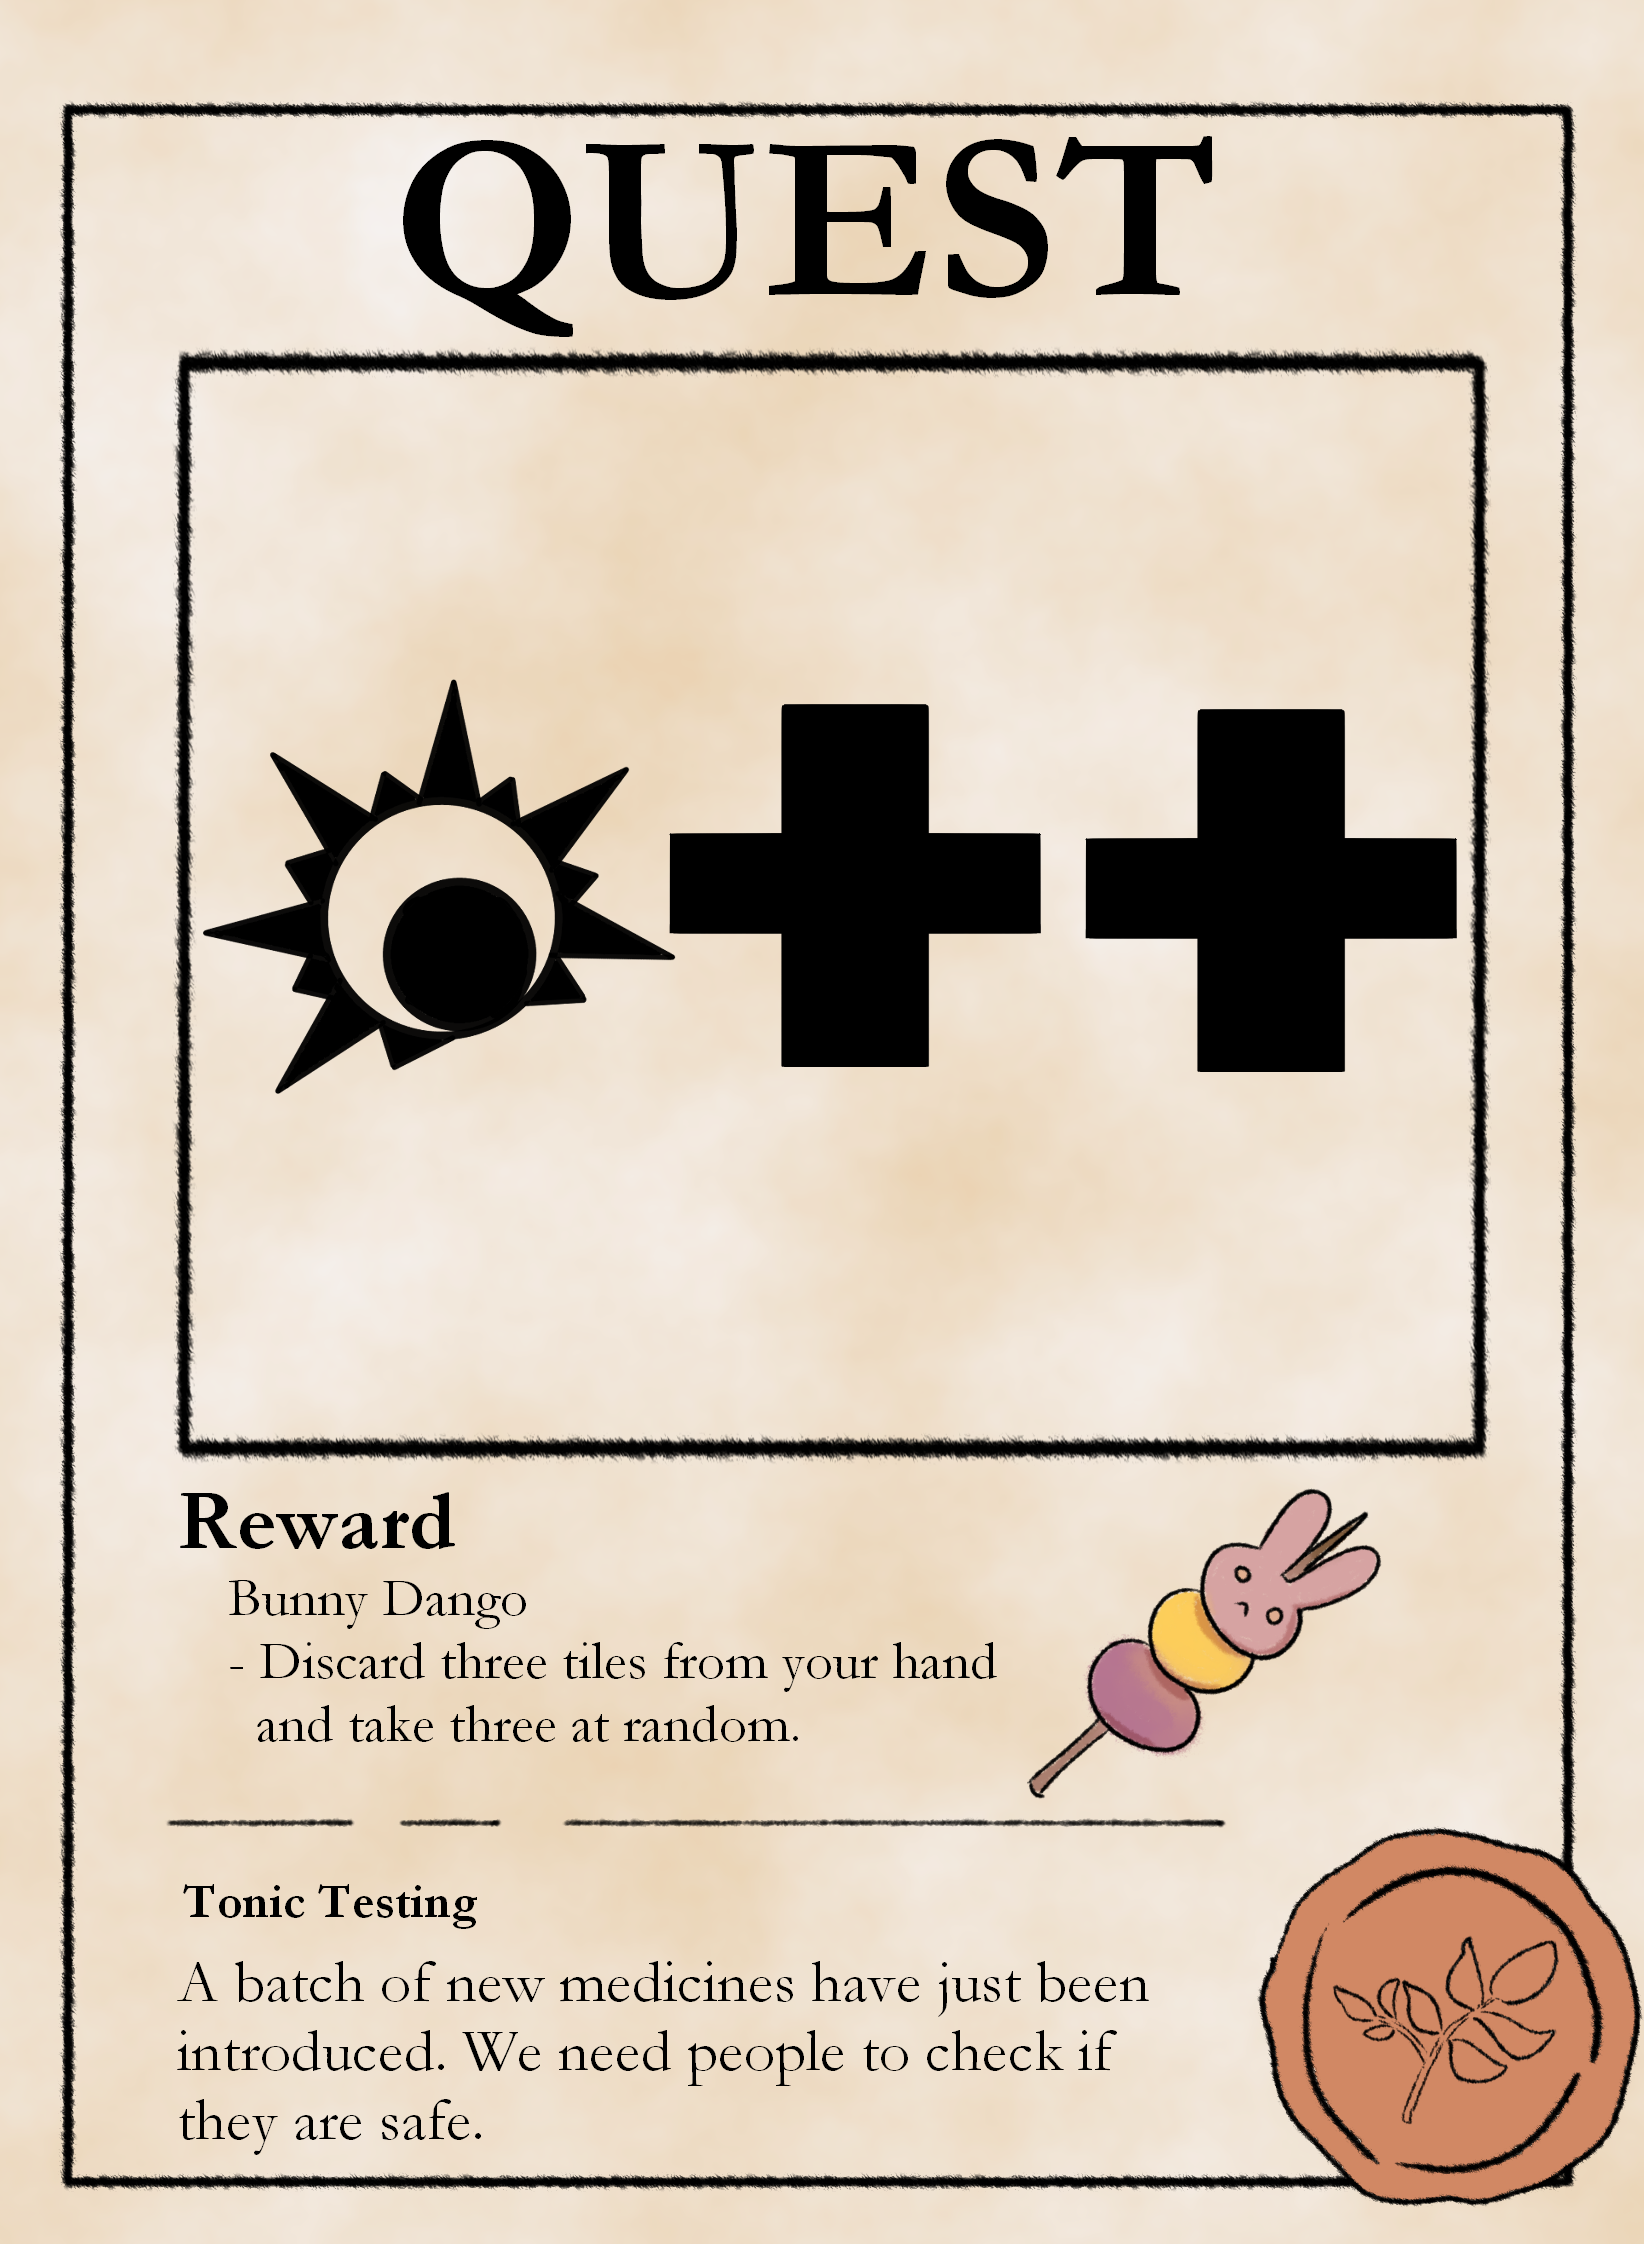 QUEST
Reward
Bunny Dango
- Discard three tiles from your hand
and take three at random.
Tonic Testing
A batch of new medicines have just been
introduced. We need people to check if
they are safe.